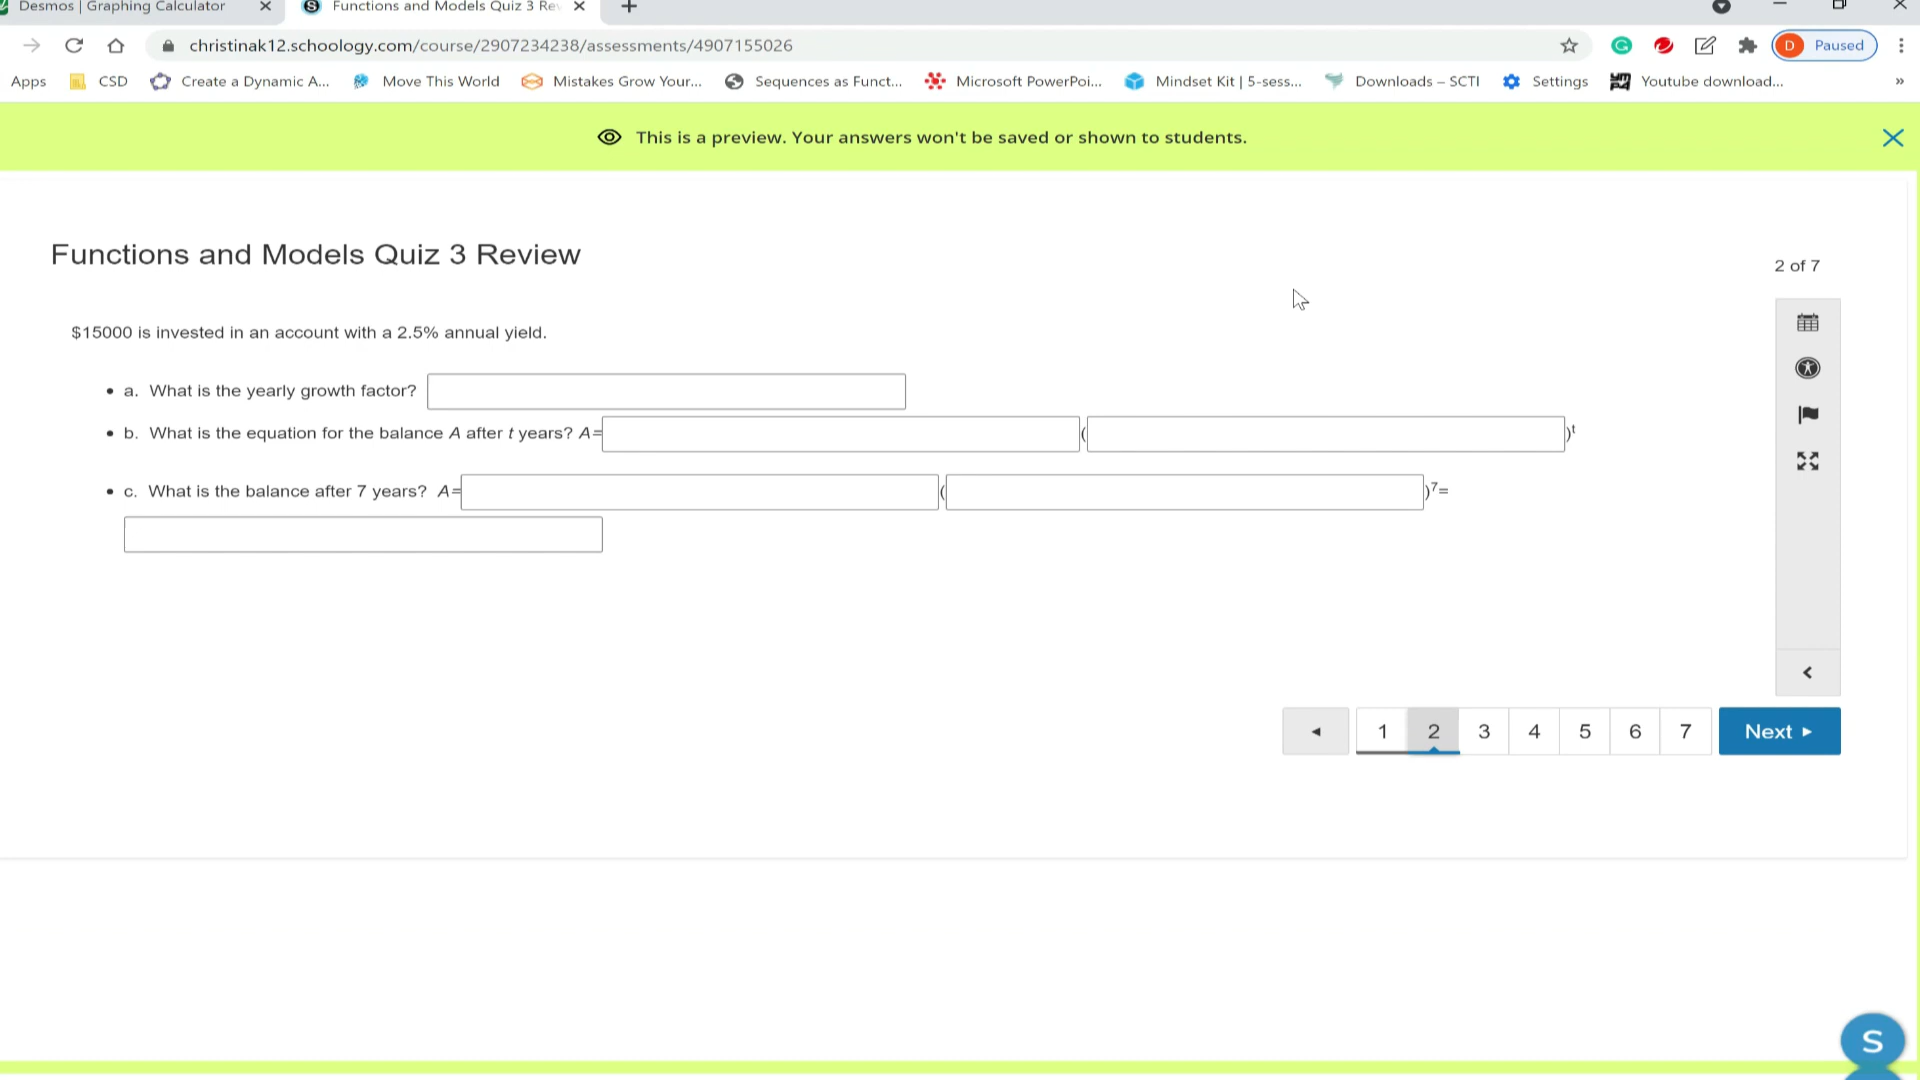 Desmos | Graphing Calculator
Functions and Models Quiz 3 Re
christinak12.schoology.com/course/2907234238/assessments/4907155026
D Paused
Apps CSD Create a Dynamic A... Move This World Mistakes Grow Your... Sequences as Funct... Microsoft PowerPoi... Mindset Kit | 5-sess... Downloads – SCTI Settings Youtube download... »
This is a preview. Your answers won't be saved or shown to students.
Functions and Models Quiz 3 Review
2 of 7
$15000 is invested in an account with a 2.5% annual yield.
• a. What is the yearly growth factor?
• b. What is the equation for the balance A after t years? A= ( )ᵗ
• c. What is the balance after 7 years? A= ( )⁷=
1 2 3 4 5 6 7 Next
S